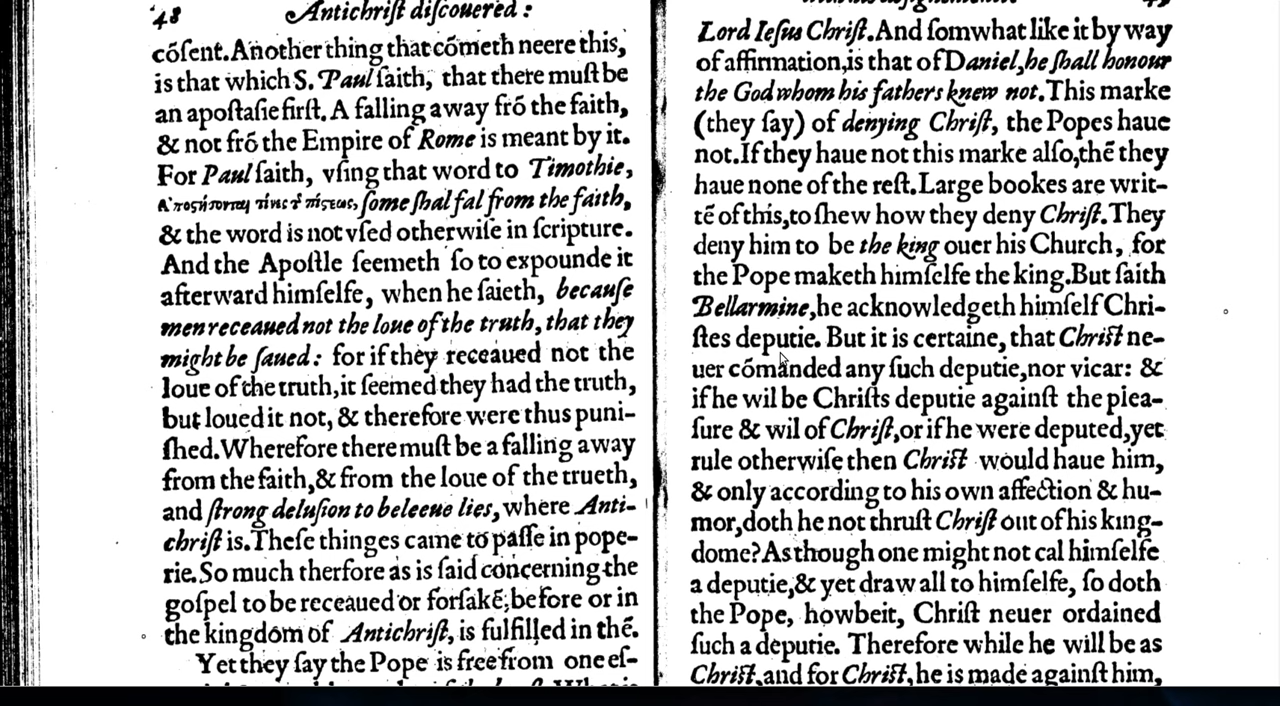 48 Antichriſt diſcouered:
cõſent. Another thing that cõmeth neere this,
is that which S. Paul ſaith, that there muſt be
an apoſtaſie firſt. A falling away frõ the faith,
& not frõ the Empire of Rome is meant by it.
For Paul ſaith, vſing that word to Timothie,
ſome ſhal fal from the faith,
& the word is not vſed otherwiſe in ſcripture.
And the Apoſtle ſeemeth ſo to expounde it
afterward himſelfe, when he ſaieth, becauſe
men receaued not the loue of the truth, that they
might be ſaued: for if they receaued not the
loue of the truth, it ſeemed they had the truth,
but loued it not, & therefore were thus puni-
ſhed. Wherefore there muſt be a falling away
from the faith, & from the loue of the trueth,
and ſtrong deluſion to beleeue lies, where Anti-
chriſt is. Theſe thinges came to paſſe in pope-
rie. So much therfore as is ſaid concerning the
goſpel to be receaued or forſakẽ, before or in
the kingdom of Antichriſt, is fulfilled in thẽ.
Yet they ſay the Pope is free from one eſ-
Lord Ieſus Chriſt. And ſomwhat like it by way
of affirmation, is that of Daniel, he ſhall honour
the God whom his fathers knew not. This marke
(they ſay) of denying Chriſt, the Popes haue
not. If they haue not this marke alſo, thẽ they
haue none of the reſt. Large bookes are writ-
tẽ of this, to ſhew how they deny Chriſt. They
deny him to be the king ouer his Church, for
the Pope maketh himſelfe the king. But ſaith
Bellarmine, he acknowledgeth himſelf Chri-
ſtes deputie. But it is certaine, that Chriſt ne-
uer cõmanded any ſuch deputie, nor vicar: &
if he wil be Chriſts deputie againſt the plea-
ſure & wil of Chriſt, or if he were deputed, yet
rule otherwiſe then Chriſt would haue him,
& only according to his own affection & hu-
mor, doth he not thruſt Chriſt out of his king-
dome? As though one might not cal himſelfe
a deputie, & yet draw all to himſelfe, ſo doth
the Pope, howbeit, Chriſt neuer ordained
ſuch a deputie. Therefore while he will be as
Chriſt, and for Chriſt, he is made againſt him,